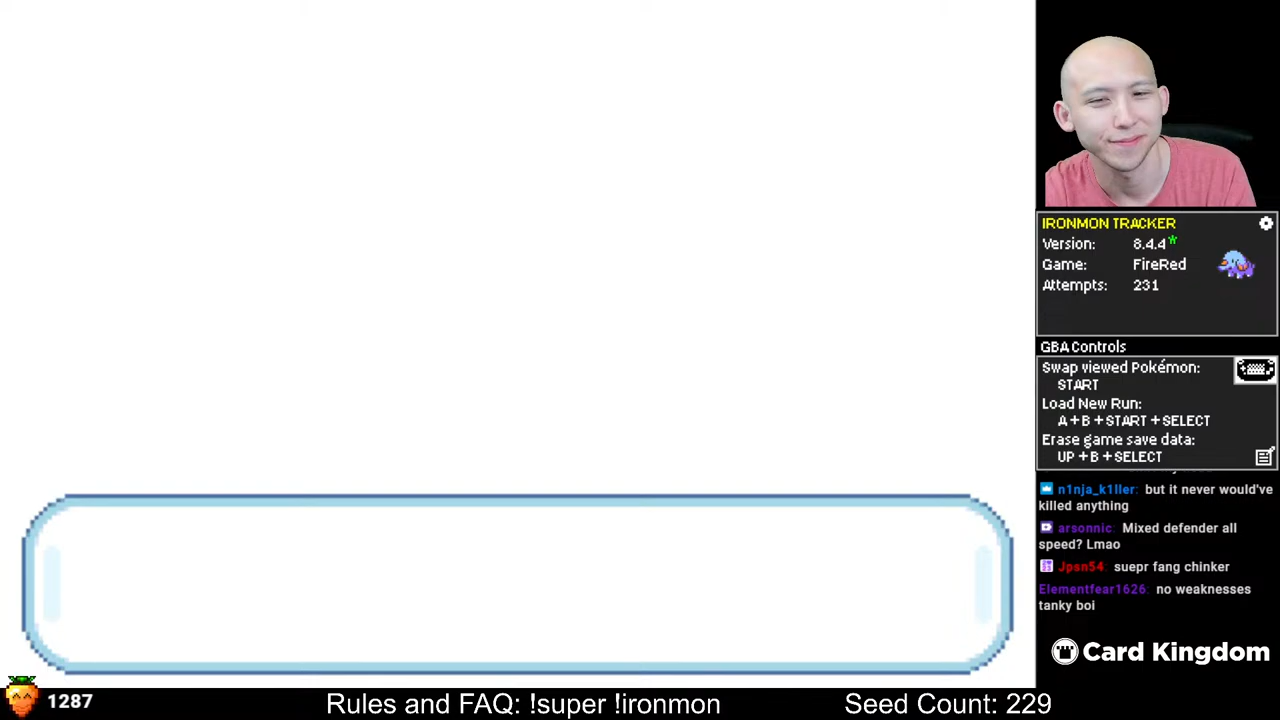 IRONMON TRACKER
Version: 8.4.4*
Game: FireRed
Attempts: 231
GBA Controls
Swap viewed Pokémon:
START
Load New Run:
A + B + START + SELECT
Erase game save data:
UP + B + SELECT
n1nja_k1ller: but it never would've
killed anything
arsonnic: Mixed defender all
speed? Lmao
Jpsn54: suepr fang chinker
Elementfear1626: no weaknesses
tanky boi
Card Kingdom
1287
Rules and FAQ: !super !ironmon
Seed Count: 229